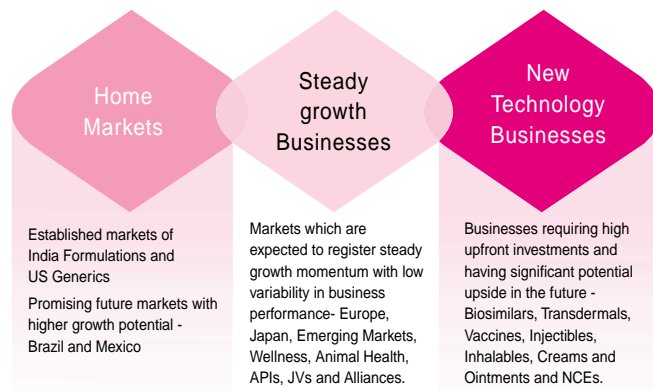 Home
Markets
Steady
growth
Businesses
New
Technology
Businesses
Established markets of
India Formulations and
US Generics
Promising future markets with
higher growth potential -
Brazil and Mexico
Markets which are
expected to register steady
growth momentum with low
variability in business
performance- Europe,
Japan, Emerging Markets,
Wellness, Animal Health,
APIs, JVs and Alliances.
Businesses requiring high
upfront investments and
having significant potential
upside in the future -
Biosimilars, Transdermals,
Vaccines, Injectibles,
Inhalables, Creams and
Ointments and NCEs.